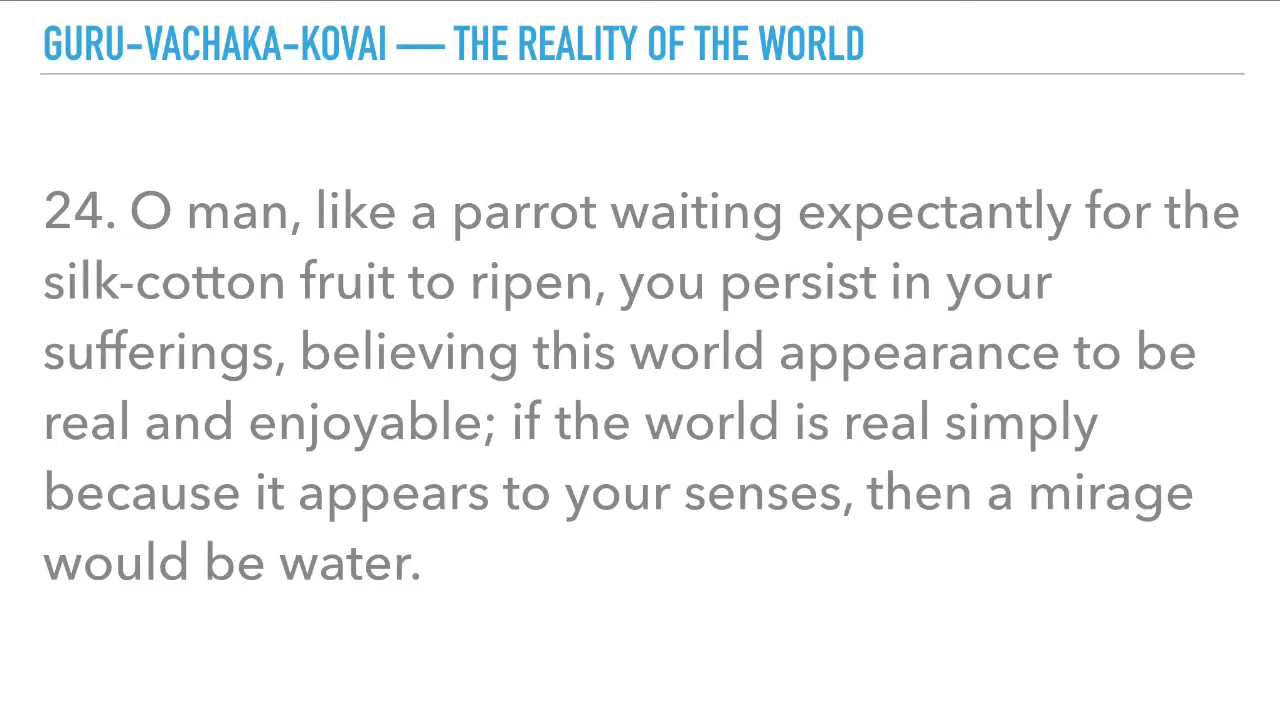 GURU-VACHAKA-KOVAI — THE REALITY OF THE WORLD
24. O man, like a parrot waiting expectantly for the
silk-cotton fruit to ripen, you persist in your
sufferings, believing this world appearance to be
real and enjoyable; if the world is real simply
because it appears to your senses, then a mirage
would be water.